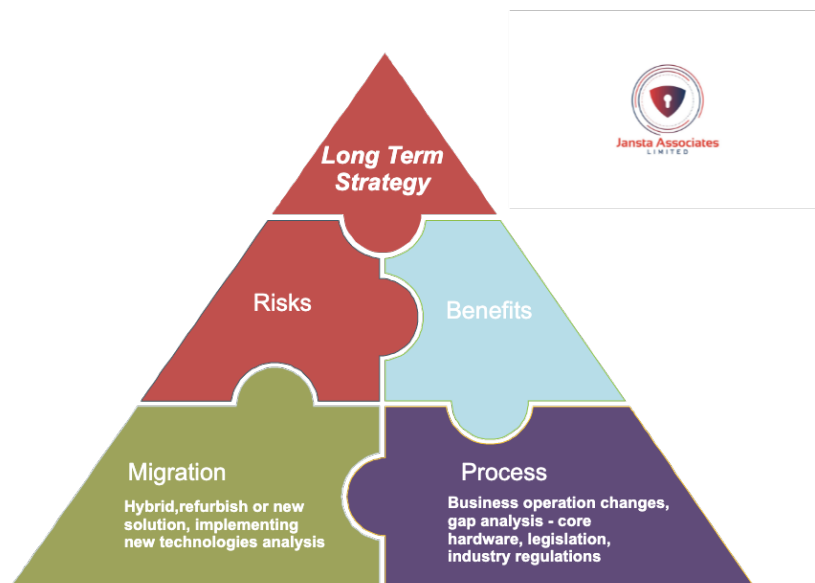 Jansta Associates
LIMITED
Long Term
Strategy
Risks
Benefits
Migration
Hybrid,refurbish or new
solution, implementing
new technologies analysis
Process
Business operation changes,
gap analysis - core
hardware, legislation,
industry regulations